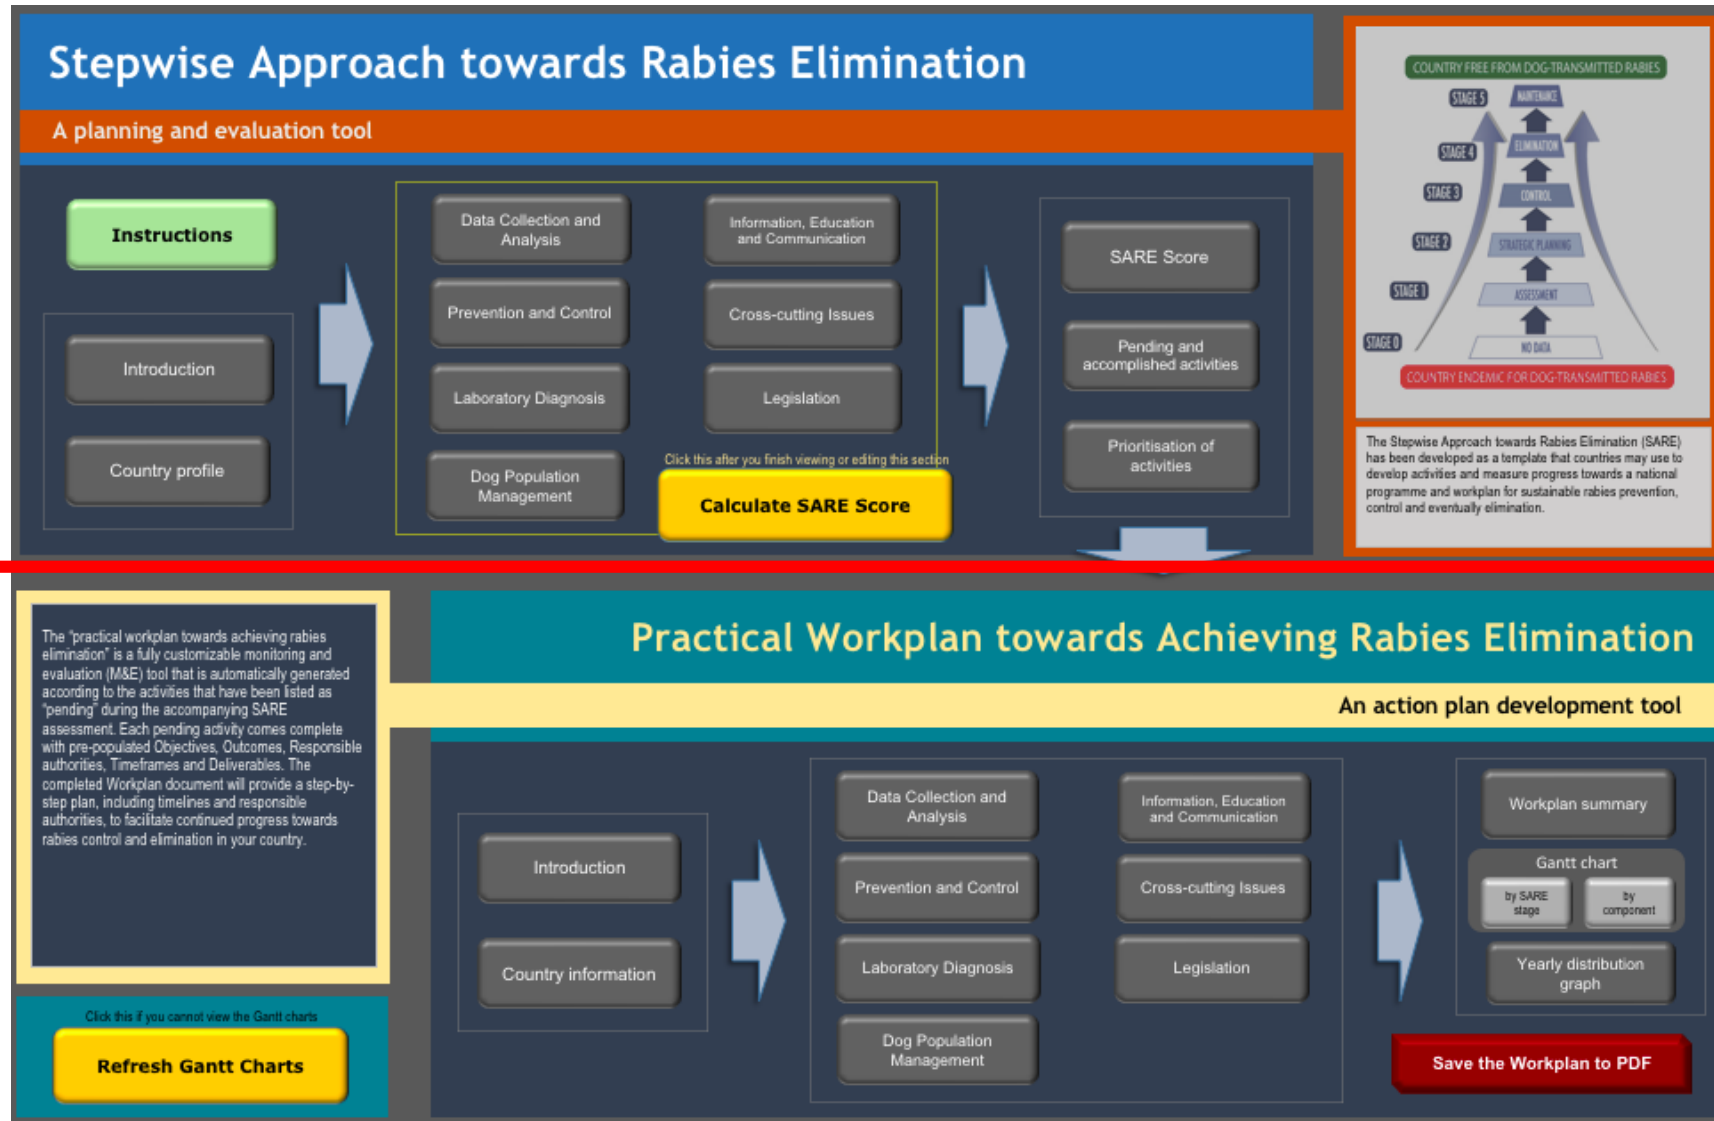 Stepwise Approach towards Rabies Elimination
A planning and evaluation tool
Instructions
Introduction
Country profile
Data Collection and
Analysis
Information, Education
and Communication
Prevention and Control
Cross-cutting Issues
Laboratory Diagnosis
Legislation
Dog Population
Management
Click this after you finish viewing or editing this section
Calculate SARE Score
SARE Score
Pending and
accomplished activities
Prioritisation of
activities
COUNTRY FREE FROM DOG-TRANSMITTED RABIES
STAGE 5
MAINTENANCE
STAGE 4
ELIMINATION
STAGE 3
CONTROL
STAGE 2
STRATEGIC PLANNING
STAGE 1
ASSESSMENT
STAGE 0
NO DATA
COUNTRY ENDEMIC FOR DOG-TRANSMITTED RABIES
The Stepwise Approach towards Rabies Elimination (SARE)
has been developed as a template that countries may use to
develop activities and measure progress towards a national
programme and workplan for sustainable rabies prevention,
control and eventually elimination.
The “practical workplan towards achieving rabies
elimination” is a fully customizable monitoring and
evaluation (M&E) tool that is automatically generated
according to the activities that have been listed as
“pending” during the accompanying SARE
assessment. Each pending activity comes complete
with pre-populated Objectives, Outcomes, Responsible
authorities, Timeframes and Deliverables. The
completed Workplan document will provide a step-by-
step plan, including timelines and responsible
authorities, to facilitate continued progress towards
rabies control and elimination in your country.
Click this if you cannot view the Gantt charts
Refresh Gantt Charts
Practical Workplan towards Achieving Rabies Elimination
An action plan development tool
Introduction
Country information
Data Collection and
Analysis
Information, Education
and Communication
Prevention and Control
Cross-cutting Issues
Laboratory Diagnosis
Legislation
Dog Population
Management
Workplan summary
Gantt chart
by SARE
stage
by
component
Yearly distribution
graph
Save the Workplan to PDF